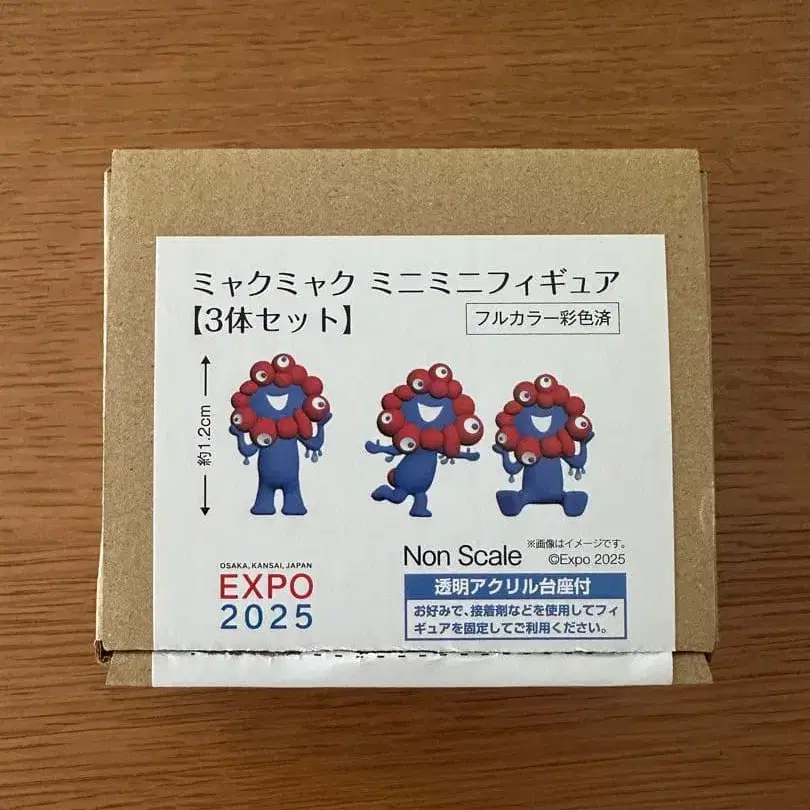 ミャクミャク ミニミニフィギュア
【3体セット】
フルカラー彩色済
約1.2cm
OSAKA, KANSAI, JAPAN
EXPO
2025
Non Scale
※画像はイメージです。
©Expo 2025
透明アクリル台座付
お好みで、接着剤などを使用してフィ
ギュアを固定してご利用ください。